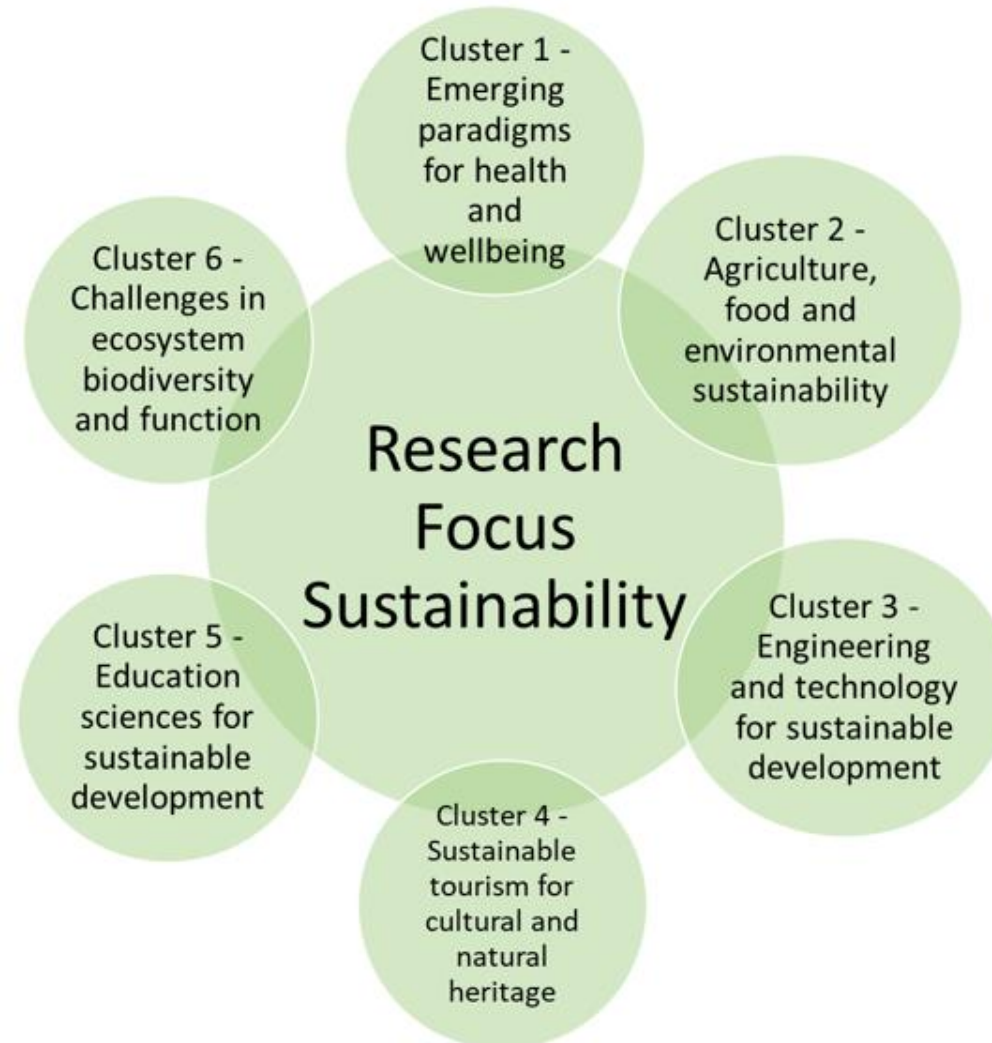 Cluster 1 -
Emerging
paradigms
for health
and
wellbeing
Cluster 2 -
Agriculture,
food and
environmental
sustainability
Cluster 3 -
Engineering
and technology
for sustainable
development
Cluster 4 -
Sustainable
tourism for
cultural and
natural
heritage
Cluster 5 -
Education
sciences for
sustainable
development
Cluster 6 -
Challenges in
ecosystem
biodiversity
and function
Research
Focus
Sustainability